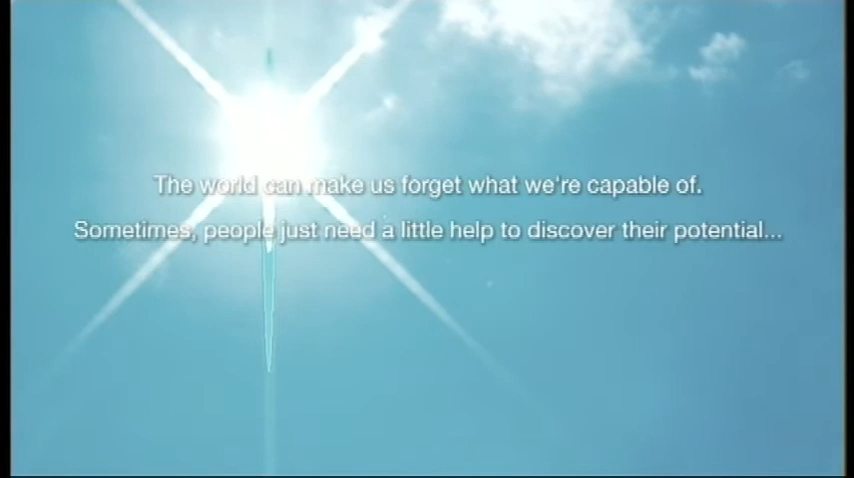 The world can make us forget what we're capable of.
Sometimes, people just need a little help to discover their potential...